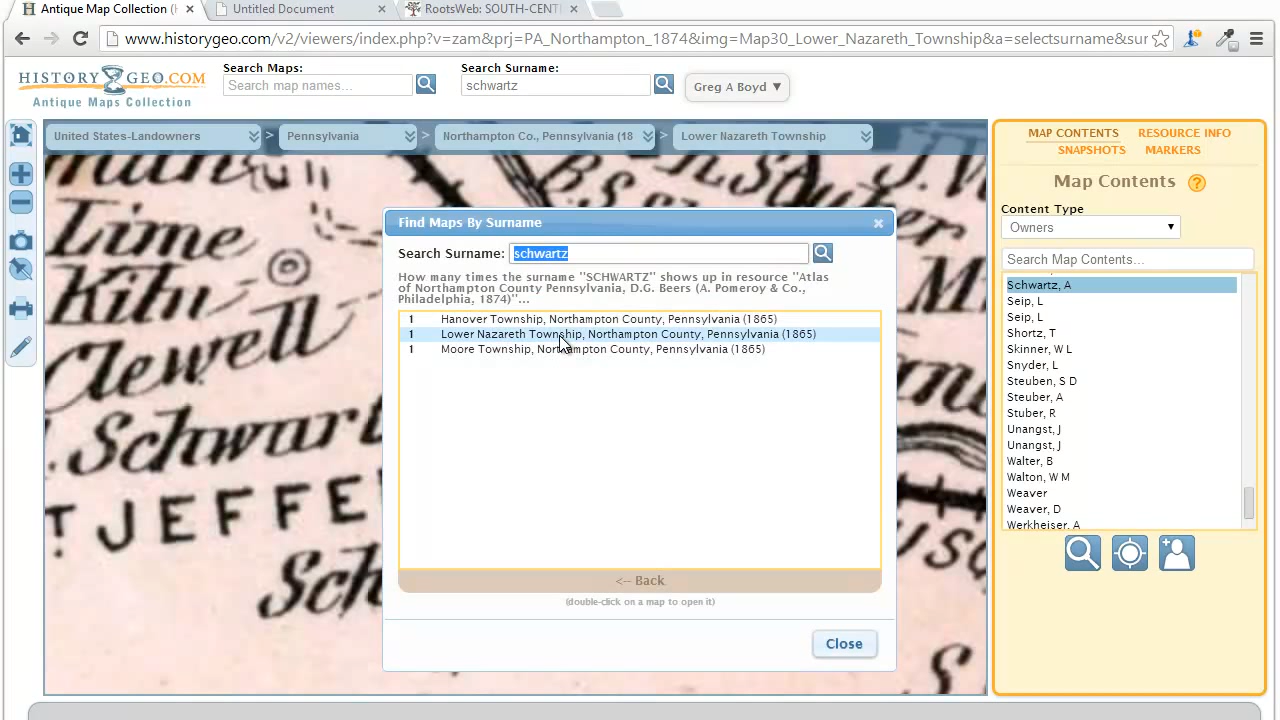 Antique Map Collection (H
Untitled Document
RootsWeb: SOUTH-CENT
www.historygeo.com/v2/viewers/index.php?v=zam&prj=PA_Northampton_1874&img=Map30_Lower_Nazareth_Township&a=selectsurname&sur
HISTORYGEO.COM
Antique Maps Collection
Search Maps:
Search map names...
Search Surname:
schwartz
Greg A Boyd ▼
United States-Landowners > Pennsylvania > Northampton Co., Pennsylvania (18 > Lower Nazareth Township
Lime
Kiln
Clewell
. Schwart
T JEFFE
Sch
Find Maps By Surname
Search Surname: schwartz
How many times the surname "SCHWARTZ" shows up in resource "Atlas
of Northampton County Pennsylvania, D.G. Beers (A. Pomeroy & Co.,
Philadelphia, 1874)"...
1 Hanover Township, Northampton County, Pennsylvania (1865)
1 Lower Nazareth Township, Northampton County, Pennsylvania (1865)
1 Moore Township, Northampton County, Pennsylvania (1865)
<-- Back
(double-click on a map to open it)
Close
MAP CONTENTS RESOURCE INFO
SNAPSHOTS MARKERS
Map Contents ?
Content Type
Owners
Search Map Contents...
Schwartz, A
Seip, L
Seip, L
Shortz, T
Skinner, W L
Snyder, L
Steuben, S D
Steuber, A
Stuber, R
Unangst, J
Unangst, J
Walter, B
Walton, W M
Weaver
Weaver, D
Werkheiser, A